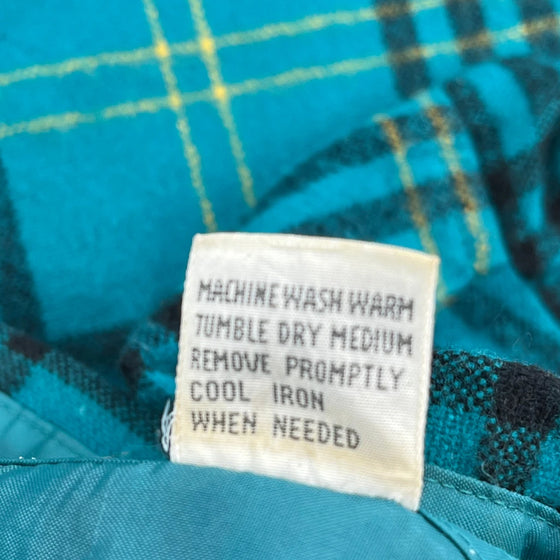 MACHINE WASH WARM
TUMBLE DRY MEDIUM
REMOVE PROMPTLY
COOL IRON
WHEN NEEDED